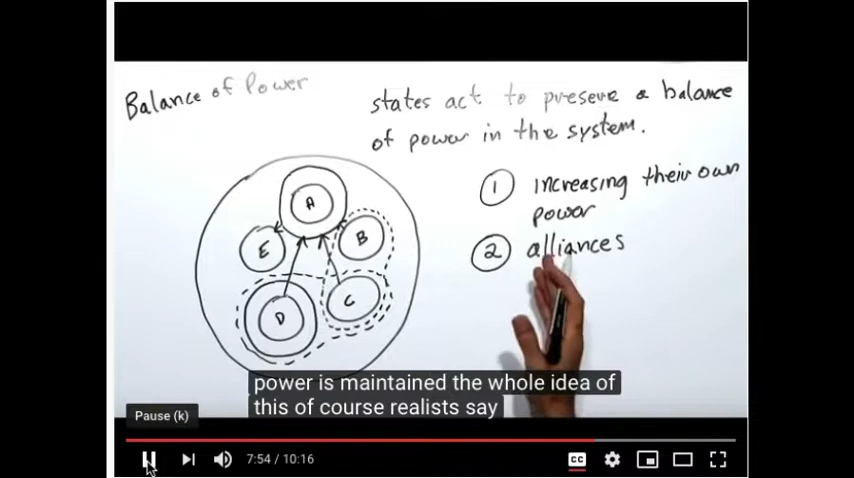 Balance of Power
states act to preseve a balance
of power in the system.
① increasing their own
power
② alliances
A
E
B
D
C
power is maintained the whole idea of
this of course realists say
Pause (k)
7:54 / 10:16
CC